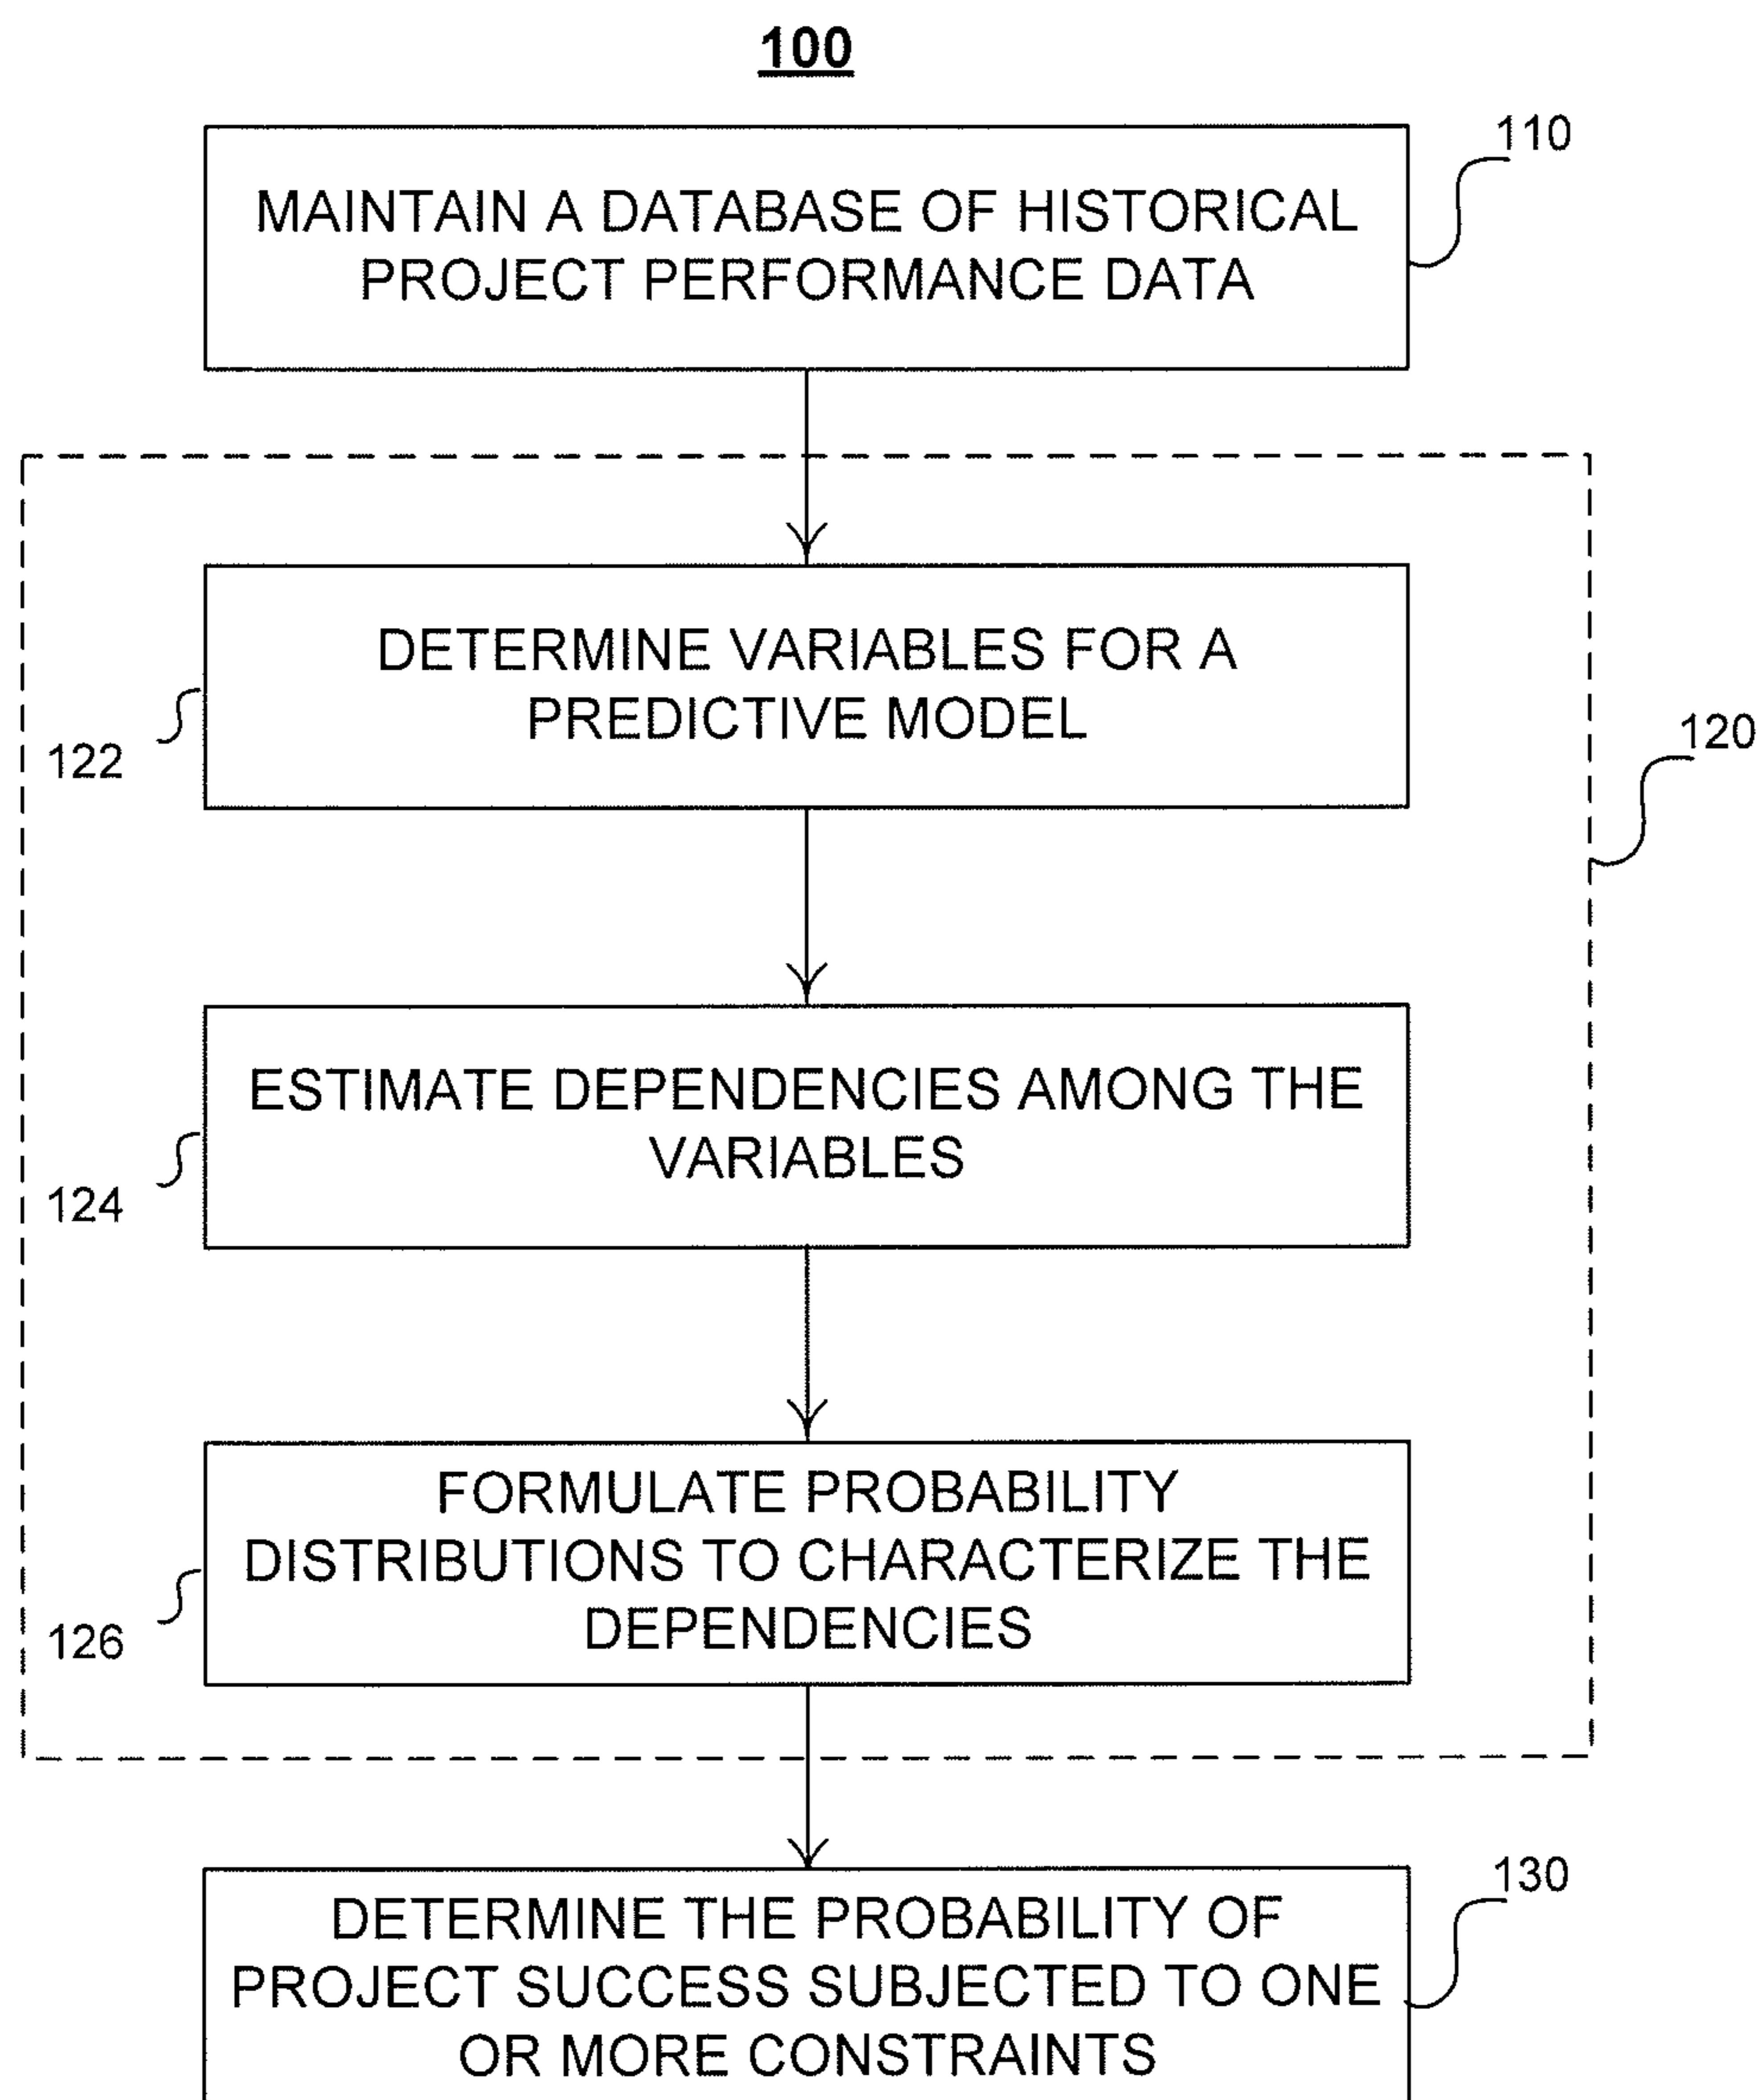 100
110
MAINTAIN A DATABASE OF HISTORICAL
PROJECT PERFORMANCE DATA
DETERMINE VARIABLES FOR A
PREDICTIVE MODEL
122
120
ESTIMATE DEPENDENCIES AMONG THE
VARIABLES
124
FORMULATE PROBABILITY
DISTRIBUTIONS TO CHARACTERIZE THE
DEPENDENCIES
126
130
DETERMINE THE PROBABILITY OF
PROJECT SUCCESS SUBJECTED TO ONE
OR MORE CONSTRAINTS